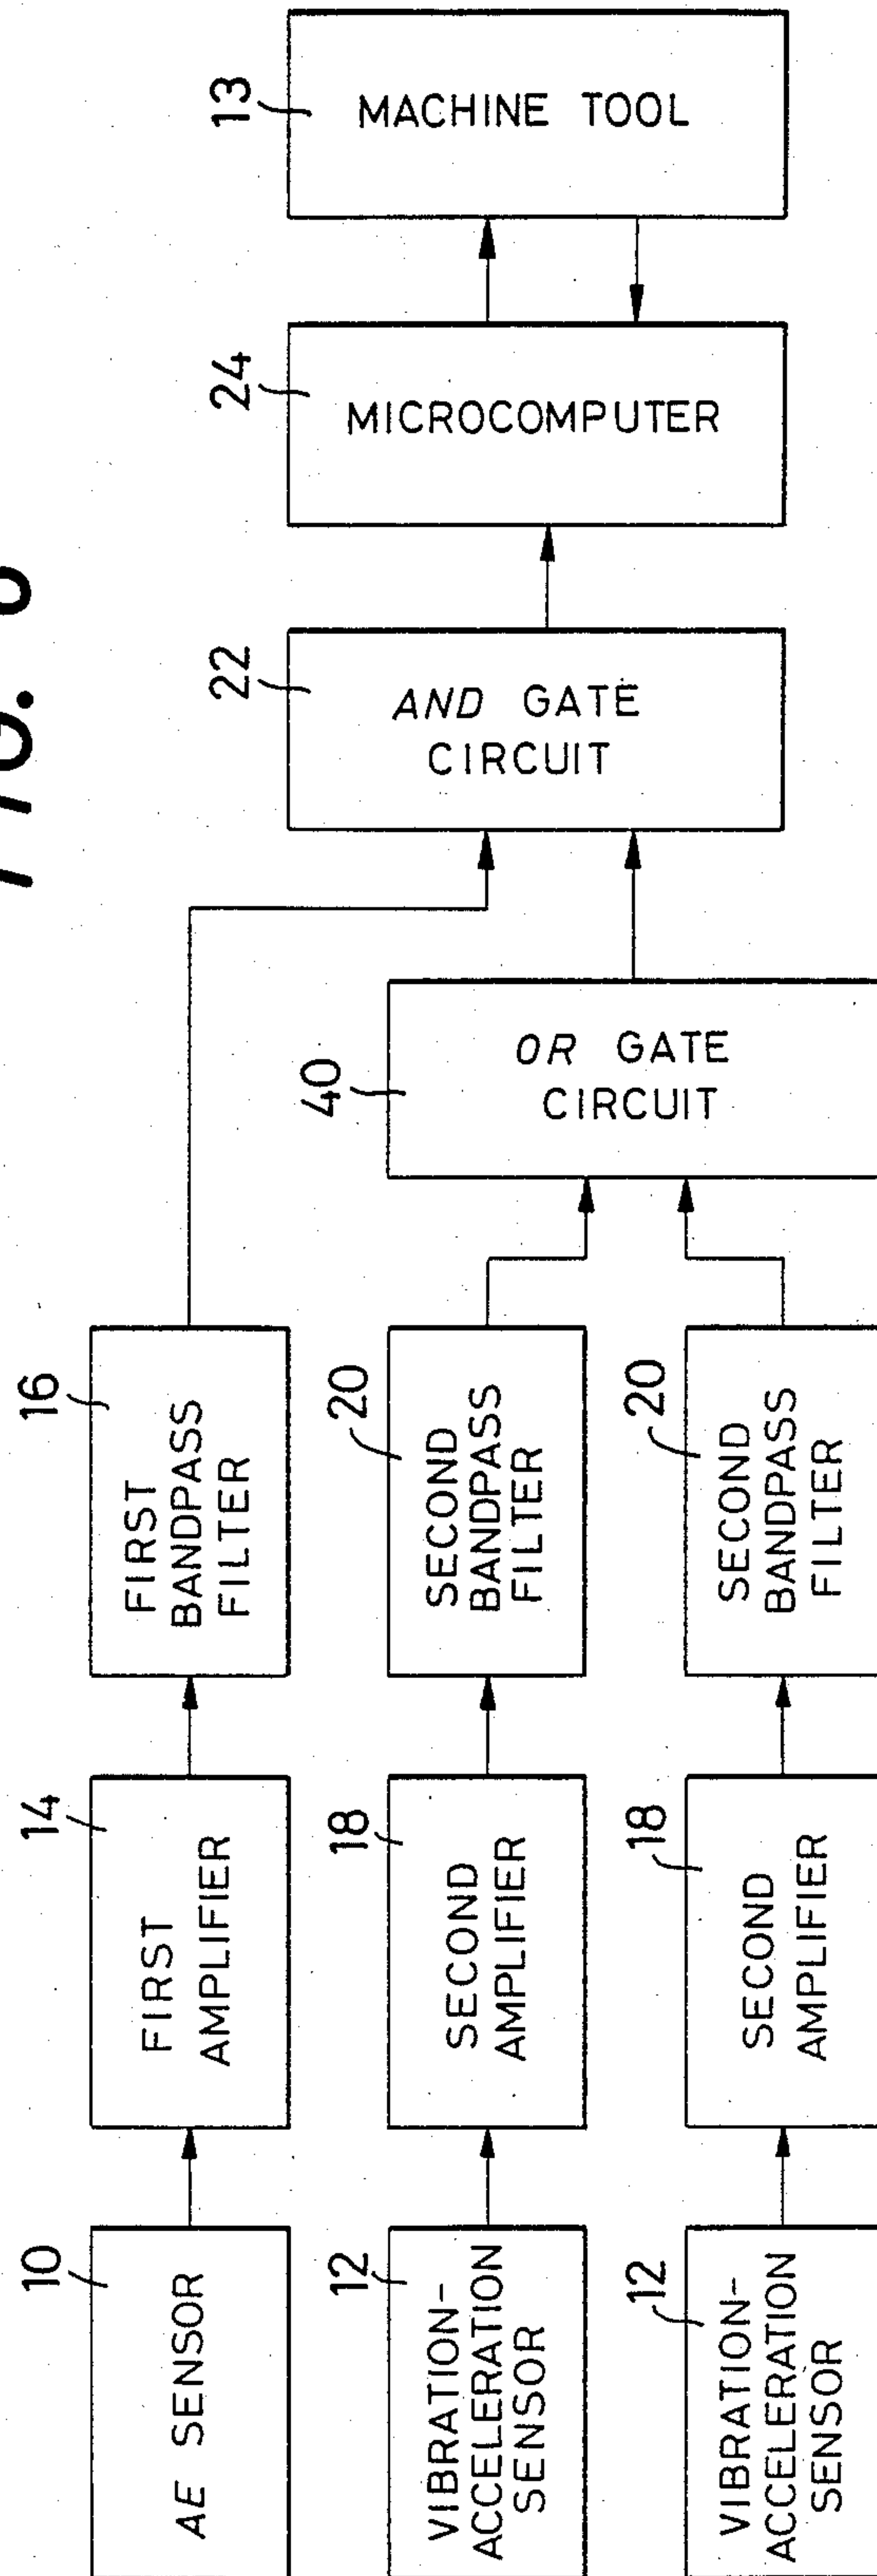 FIG.
10
AE SENSOR
14
FIRST
AMPLIFIER
16
FIRST
BANDPASS
FILTER
12
VIBRATION-
ACCELERATION
SENSOR
18
SECOND
AMPLIFIER
20
SECOND
BANDPASS
FILTER
12
VIBRATION-
ACCELERATION
SENSOR
18
SECOND
AMPLIFIER
20
SECOND
BANDPASS
FILTER
40
OR GATE
CIRCUIT
22
AND GATE
CIRCUIT
24
MICROCOMPUTER
13
MACHINE TOOL